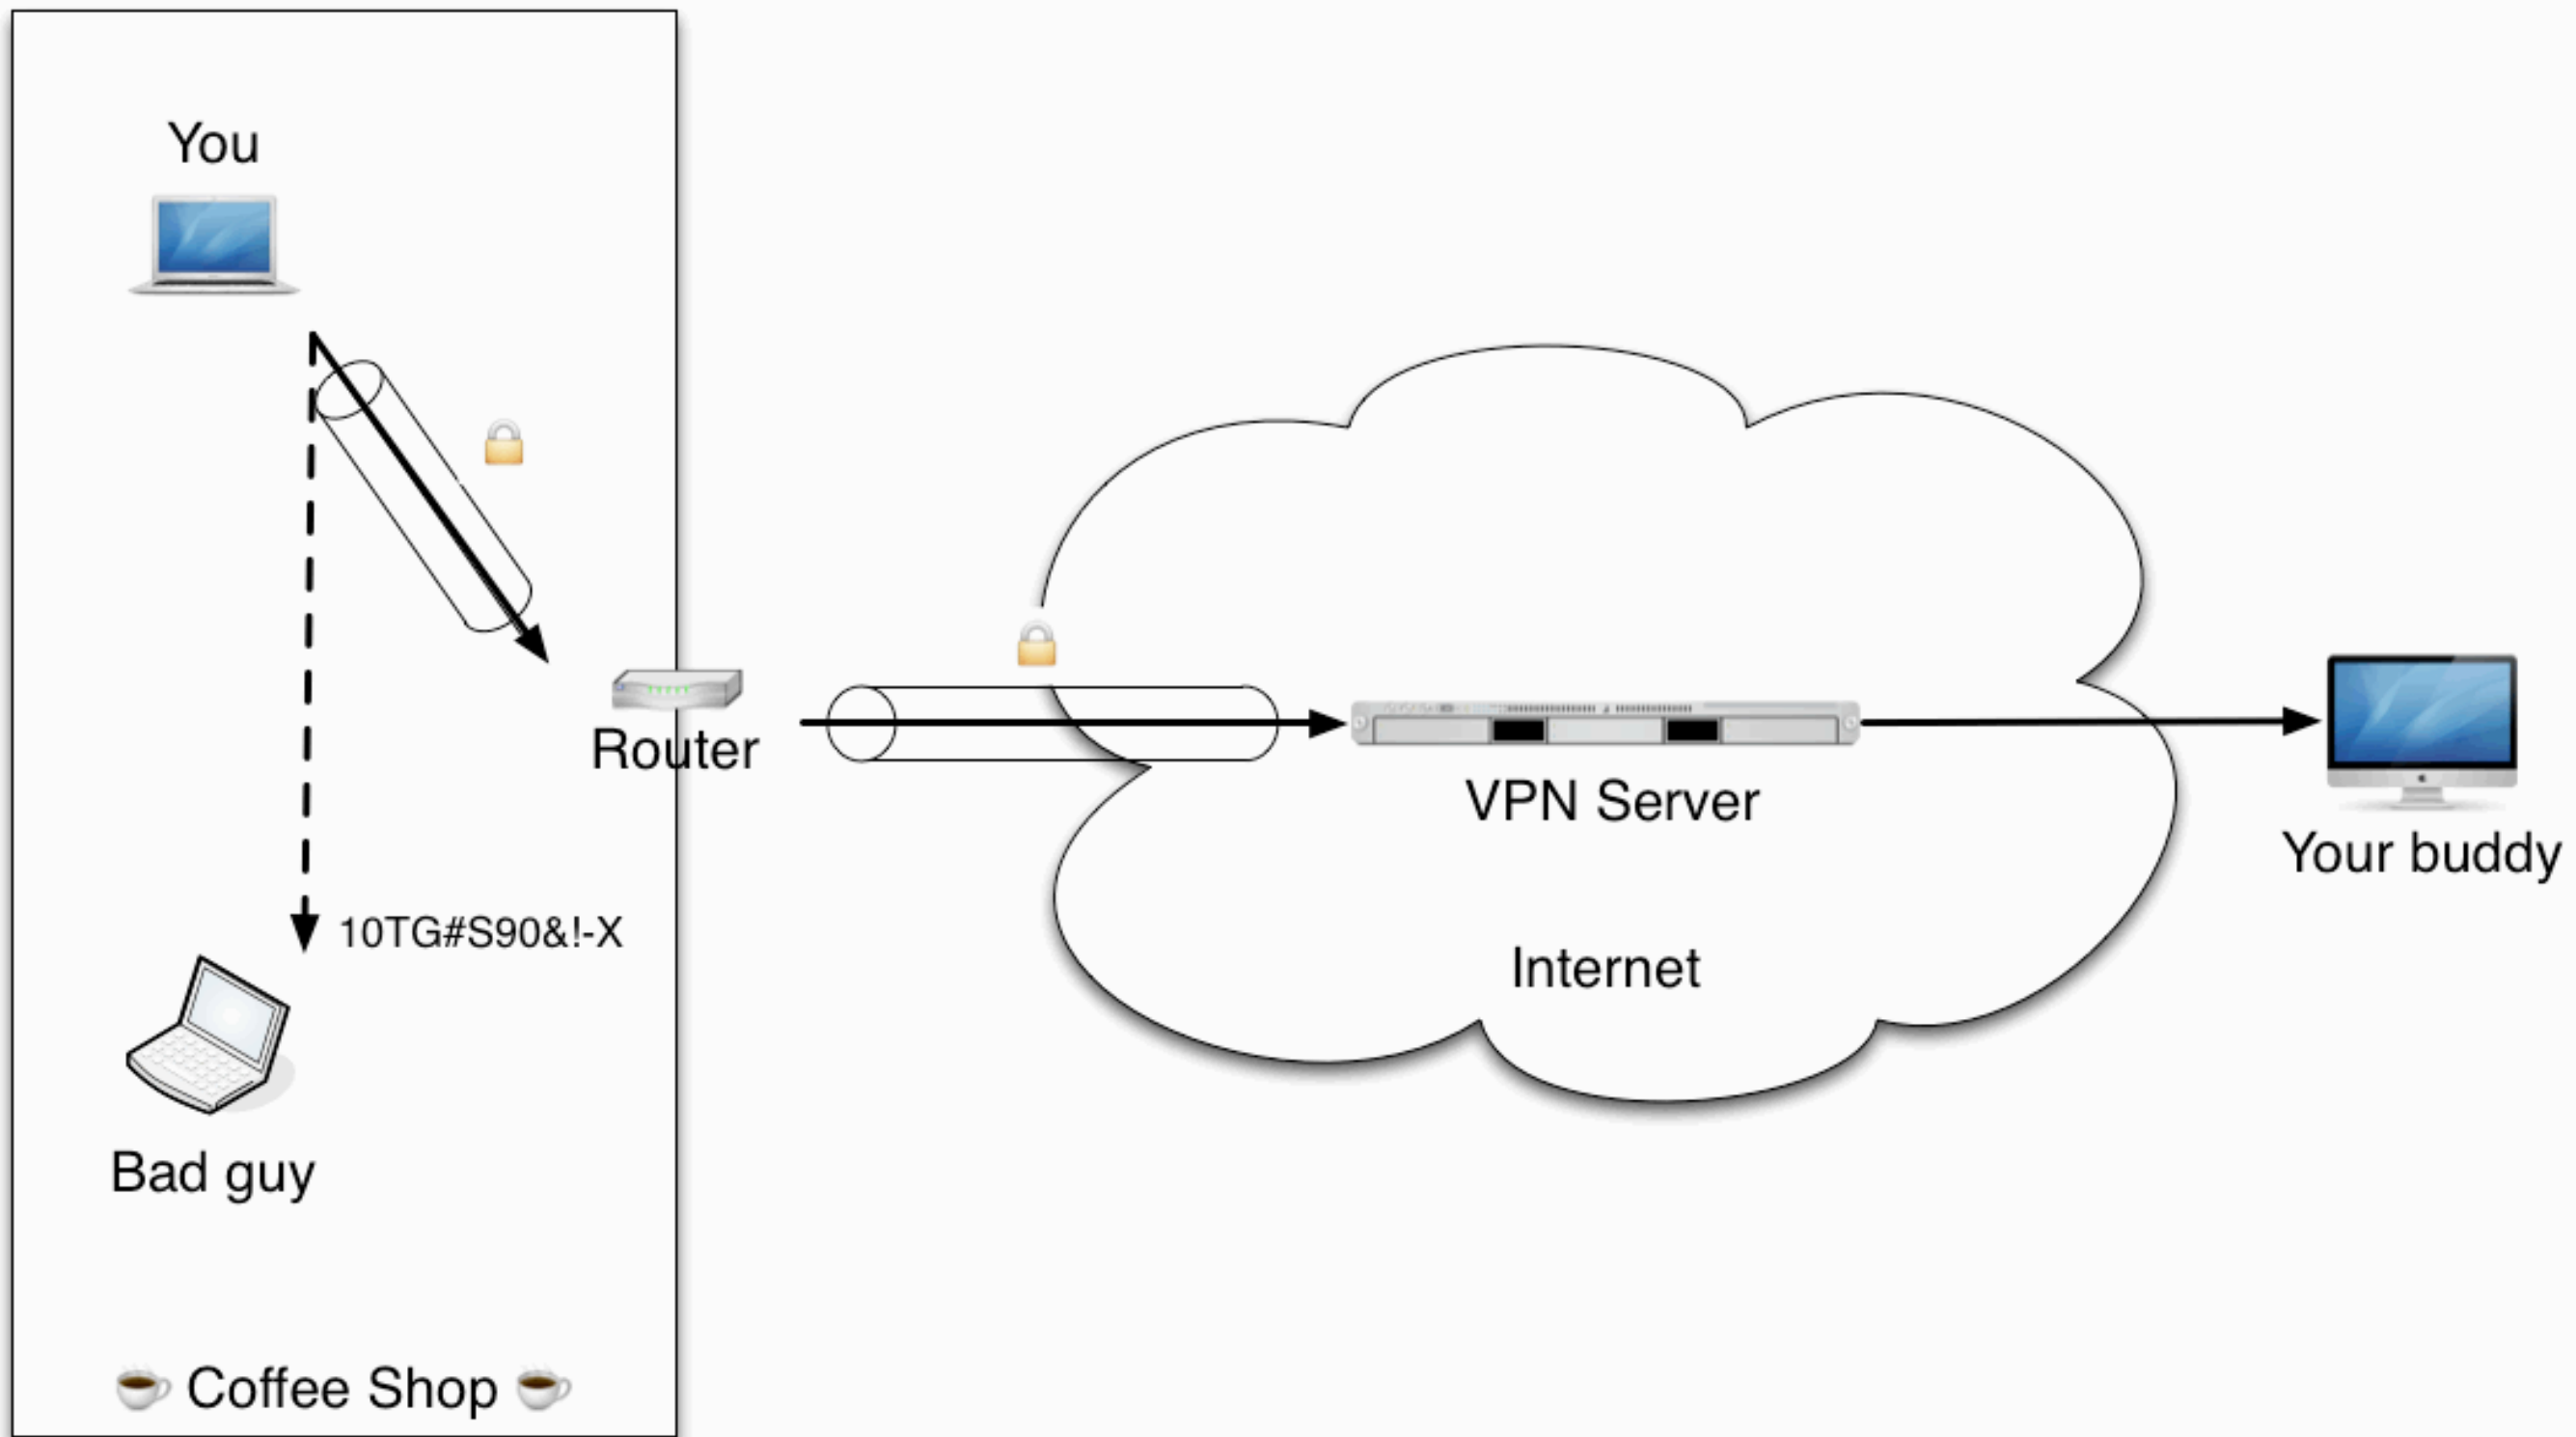 You
Router
10TG#S90&!-X
Bad guy
Coffee Shop
VPN Server
Internet
Your buddy